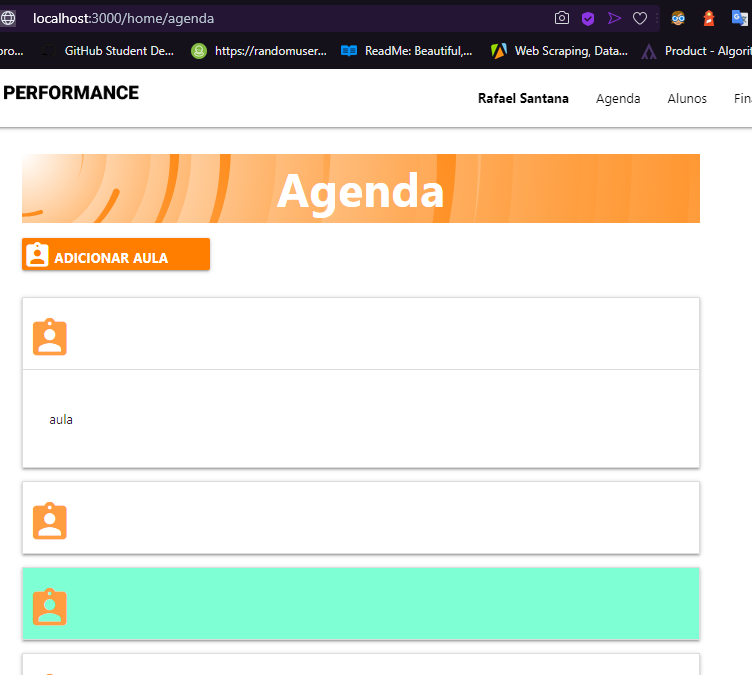 localhost:3000/home/agenda
pro... GitHub Student De... https://randomuser... ReadMe: Beautiful,... Web Scraping, Data... Product - Algorit
PERFORMANCE
Rafael Santana Agenda Alunos Fin
Agenda
ADICIONAR AULA
aula